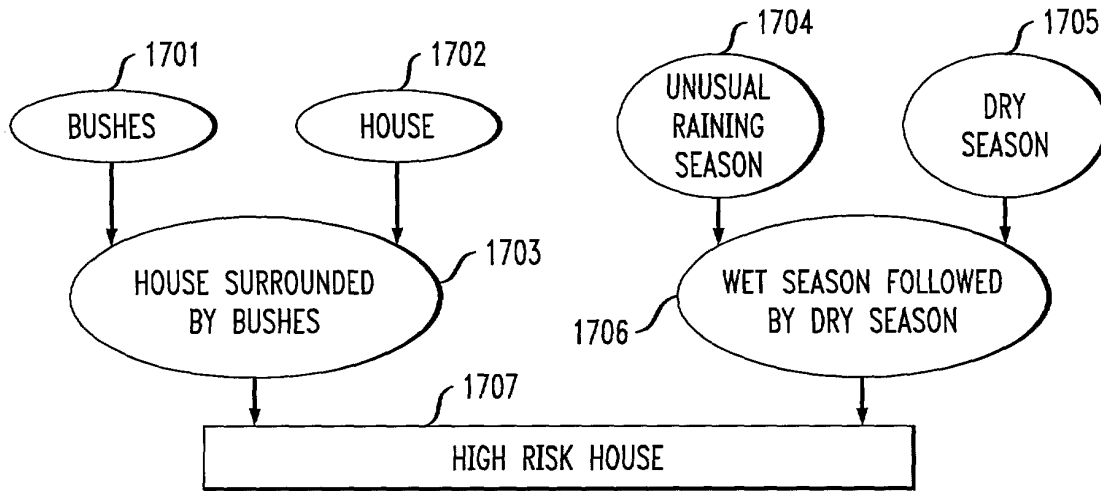 1701
1702
1704
1705
BUSHES
HOUSE
UNUSUAL
RAINING
SEASON
DRY
SEASON
1703
HOUSE SURROUNDED
BY BUSHES
1706
WET SEASON FOLLOWED
BY DRY SEASON
1707
HIGH RISK HOUSE